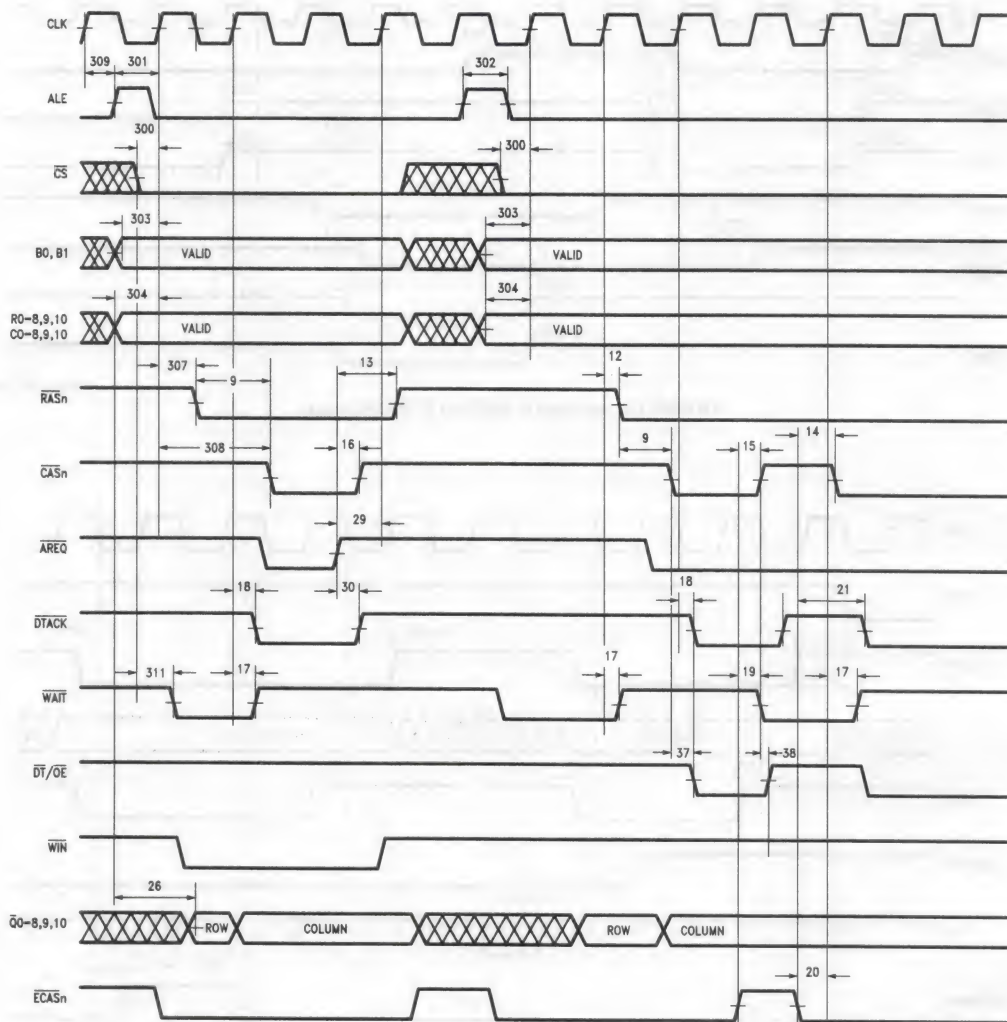 CLK
309 301 302
ALE
300 300
CS
303 303
B0, B1 VALID VALID
304 304
R0-8,9,10
C0-8,9,10 VALID VALID
307 9 13 12
RASn
308 16 9 15 14
CASn
29
AREQ
18 30 18 21
DTACK
311 17 17 19 17
WAIT
37 38
DT/OE
WIN
26
Q0-8,9,10 ROW COLUMN ROW COLUMN
20
ECASn